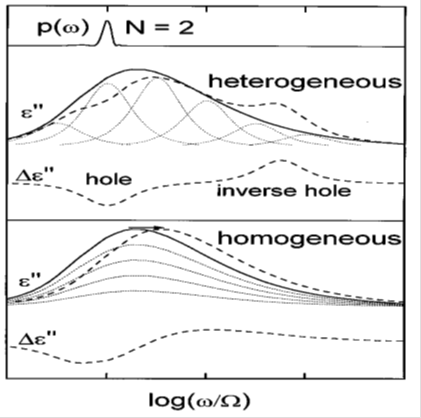 p(ω) N = 2
heterogeneous
ε"
Δε" hole
inverse hole
homogeneous
ε"
Δε"
log(ω/Ω)